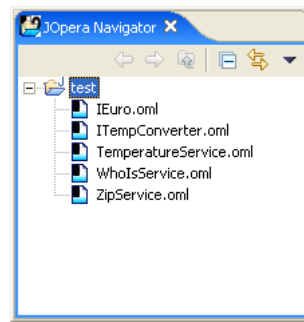 JOpera Navigator
test
IEuro.oml
ITempConverter.oml
TemperatureService.oml
WhoIsService.oml
ZipService.oml